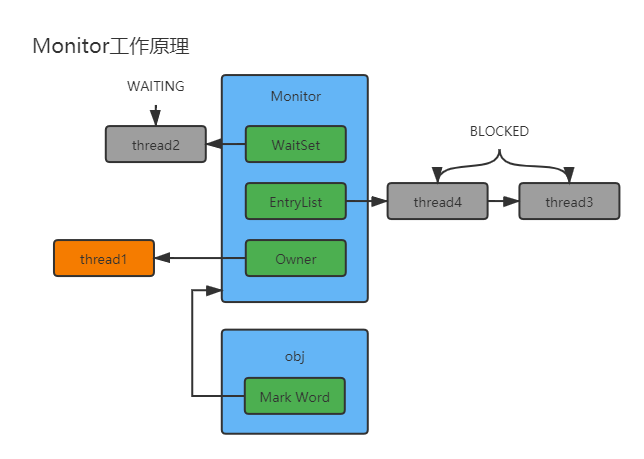 Monitor工作原理
WAITING
Monitor
thread2
WaitSet
BLOCKED
EntryList
thread4
thread3
thread1
Owner
obj
Mark Word